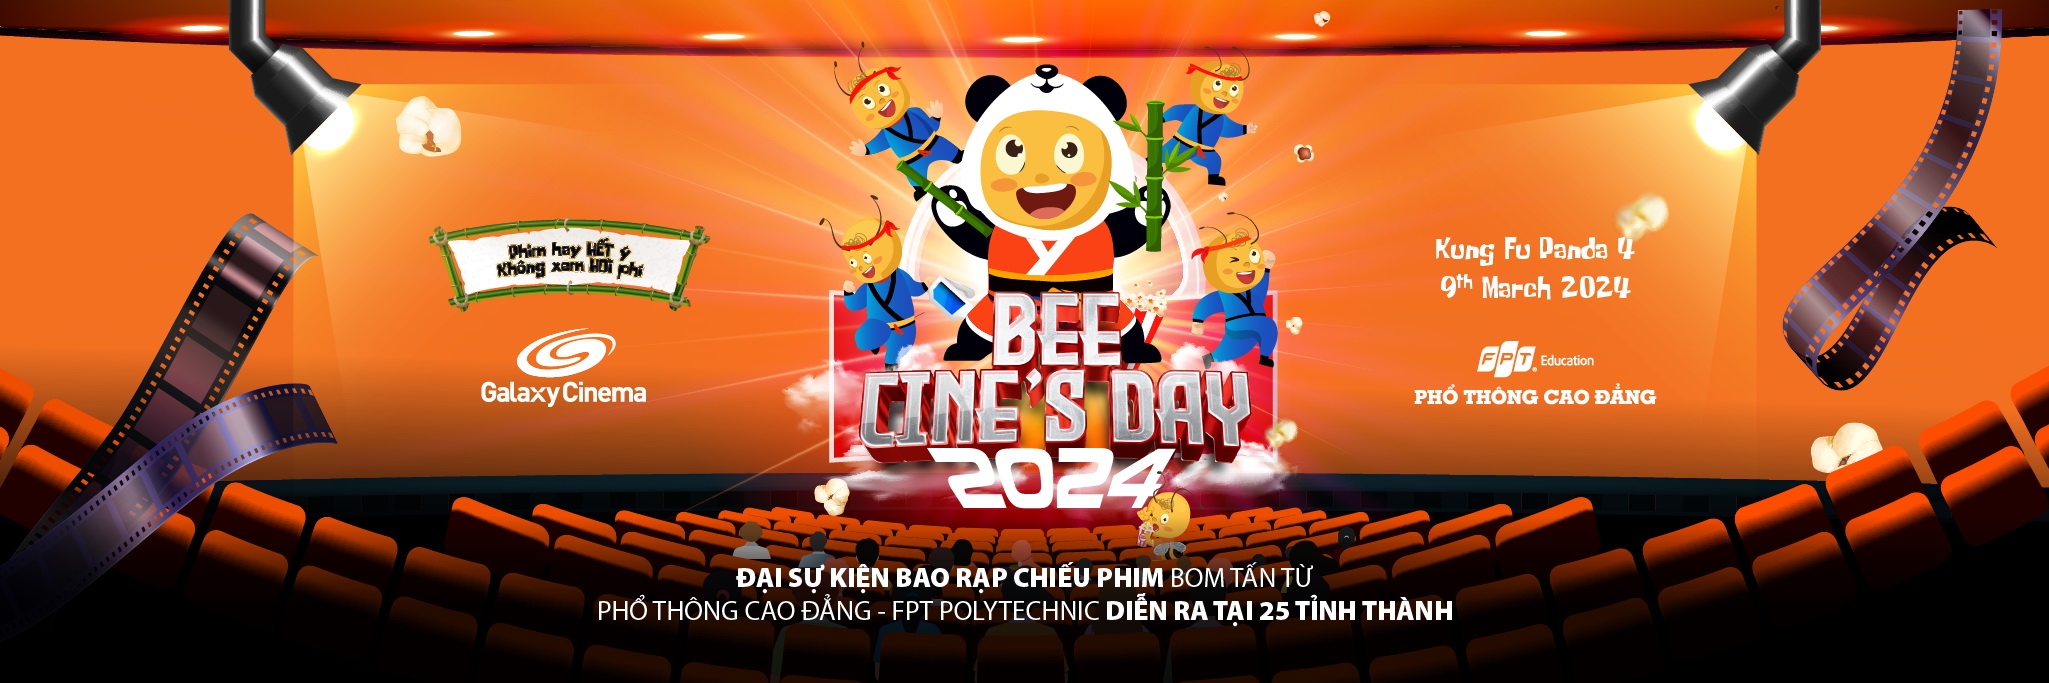 Phim hay HẾT ý
Không xem HƠI phí
Galaxy Cinema
BEE
CINE'S DAY
2024
Kung Fu Panda 4
9th March 2024
FPT Education
PHỔ THÔNG CAO ĐẲNG
ĐẠI SỰ KIỆN BAO RẠP CHIẾU PHIM BOM TẤN TỪ
PHỔ THÔNG CAO ĐẲNG - FPT POLYTECHNIC DIỄN RA TẠI 25 TỈNH THÀNH